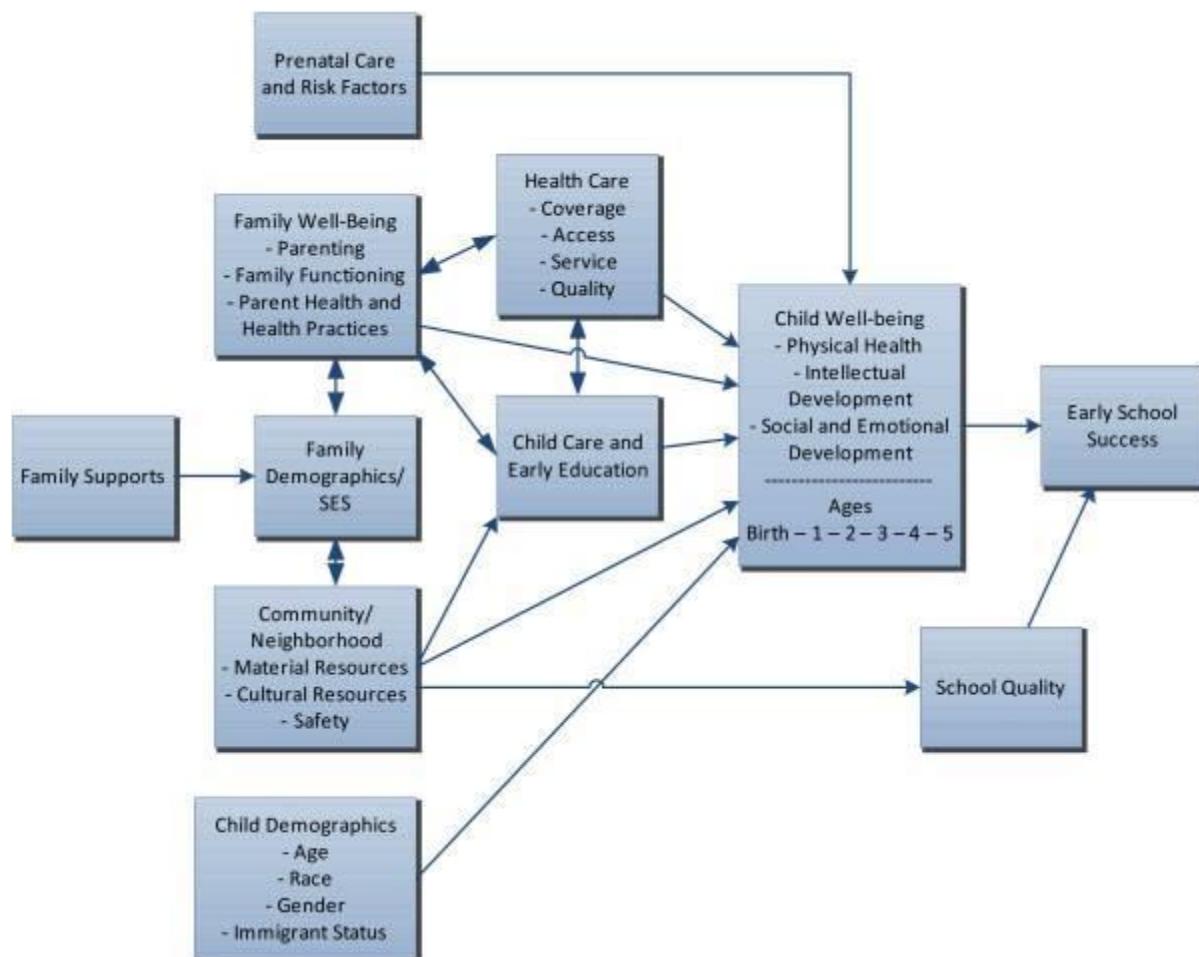 Prenatal Care
and Risk Factors
Health Care
- Coverage
- Access
- Service
- Quality
Family Well-Being
- Parenting
- Family Functioning
- Parent Health and
Health Practices
Child Well-being
- Physical Health
- Intellectual
Development
- Social and Emotional
Development
-------------------------
Ages
Birth – 1 – 2 – 3 – 4 – 5
Early School
Success
Child Care and
Early Education
Family Supports
Family
Demographics/
SES
Community/
Neighborhood
- Material Resources
- Cultural Resources
- Safety
School Quality
Child Demographics
- Age
- Race
- Gender
- Immigrant Status